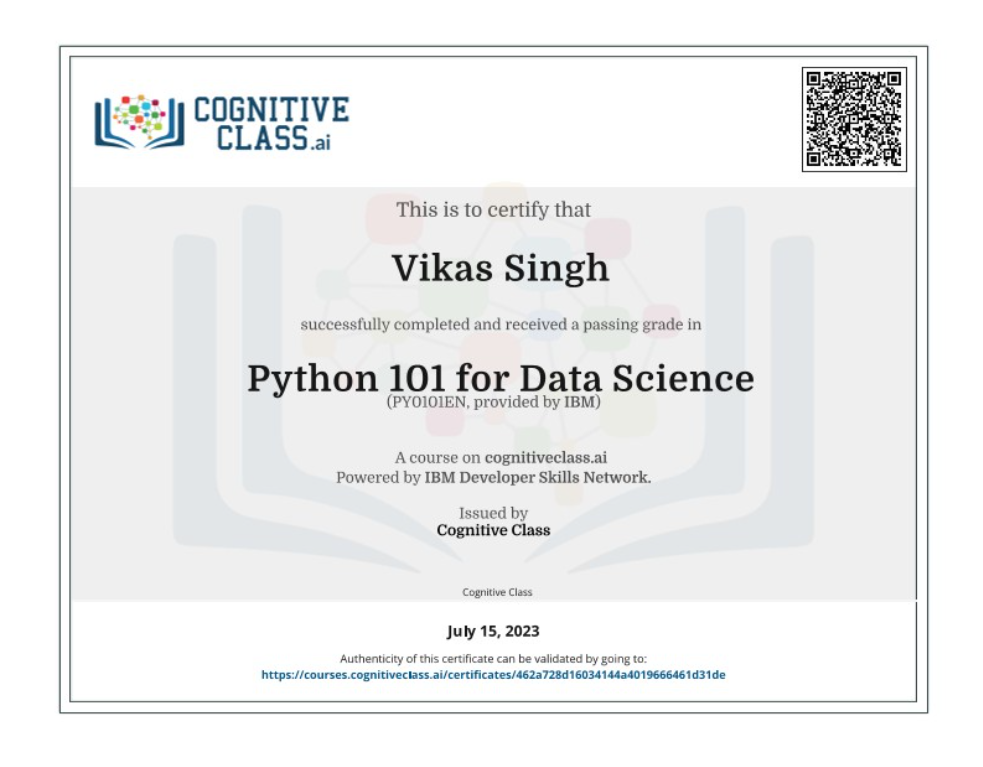 COGNITIVE
CLASS.ai
This is to certify that
Vikas Singh
successfully completed and received a passing grade in
Python 101 for Data Science
(PY0101EN, provided by IBM)
A course on cognitiveclass.ai
Powered by IBM Developer Skills Network.
Issued by
Cognitive Class
Cognitive Class
July 15, 2023
Authenticity of this certificate can be validated by going to:
https://courses.cognitiveclass.ai/certificates/462a728d16034144a4019666461d31de